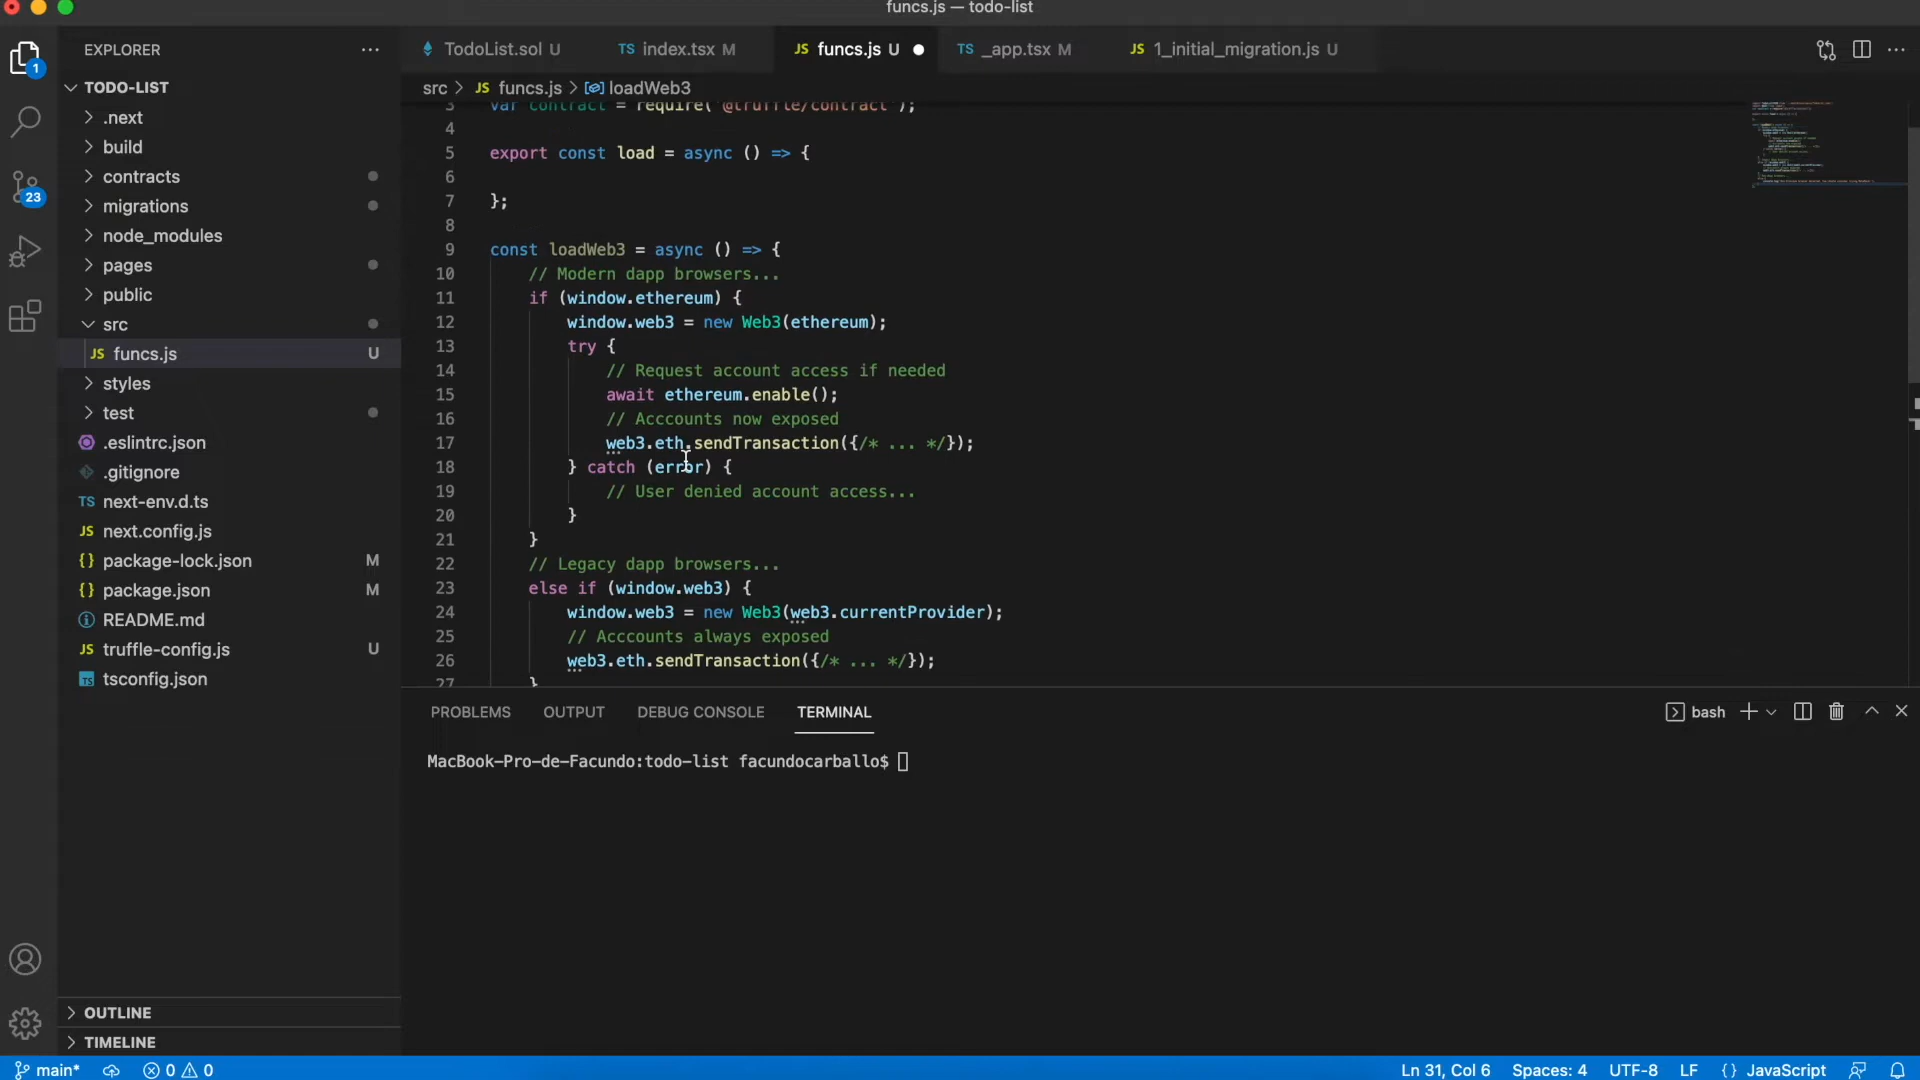 funcs.js — todo-list
EXPLORER
TodoList.sol U
TS index.tsx M
JS funcs.js U
TS _app.tsx M
JS 1_initial_migration.js U
1
TODO-LIST
src > JS funcs.js > loadWeb3
.next
build
contracts
migrations
node_modules
pages
public
src
JS funcs.js U
styles
test
.eslintrc.json
.gitignore
TS next-env.d.ts
JS next.config.js
{} package-lock.json M
{} package.json M
README.md
JS truffle-config.js U
TS tsconfig.json
23
OUTLINE
TIMELINE
3 var contract = require('@truffle/contract');
4
5 export const load = async () => {
6
7 };
8
9 const loadWeb3 = async () => {
10 // Modern dapp browsers...
11 if (window.ethereum) {
12 window.web3 = new Web3(ethereum);
13 try {
14 // Request account access if needed
15 await ethereum.enable();
16 // Acccounts now exposed
17 web3.eth.sendTransaction({/* ... */});
18 } catch (error) {
19 // User denied account access...
20 }
21 }
22 // Legacy dapp browsers...
23 else if (window.web3) {
24 window.web3 = new Web3(web3.currentProvider);
25 // Acccounts always exposed
26 web3.eth.sendTransaction({/* ... */});
27 }
PROBLEMS OUTPUT DEBUG CONSOLE TERMINAL
bash
MacBook-Pro-de-Facundo:todo-list facundocarballo$
main* 0 0 Ln 31, Col 6 Spaces: 4 UTF-8 LF {} JavaScript